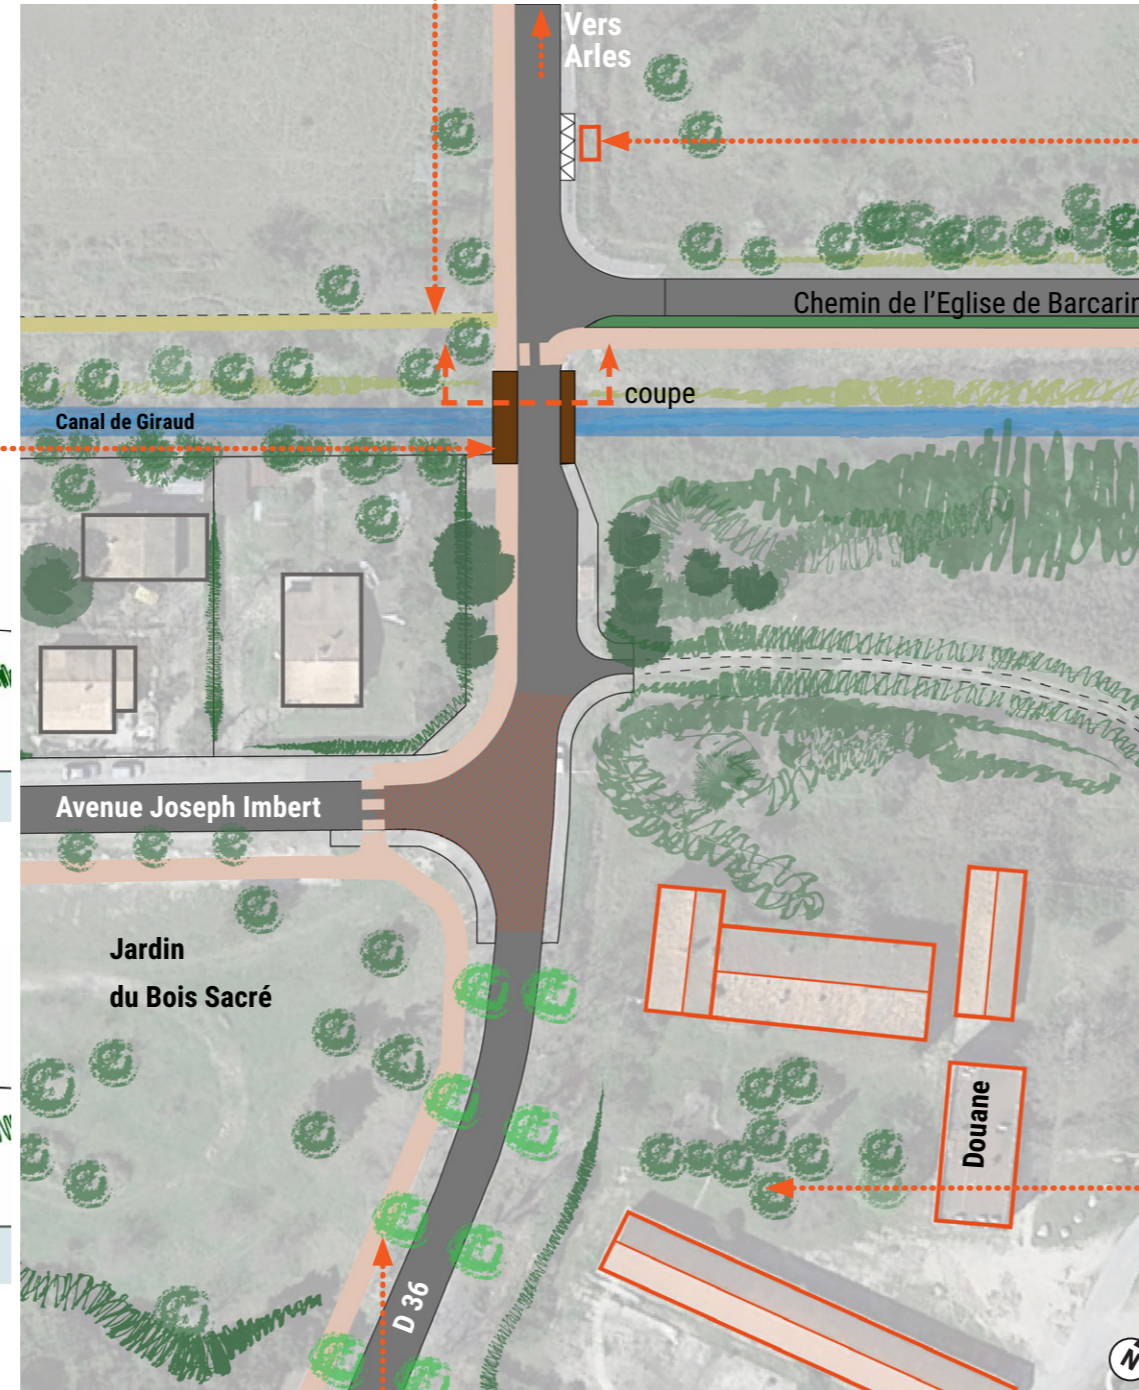 Vers
Arles
Chemin de l'Eglise de Barcarin
coupe
Canal de Giraud
Avenue Joseph Imbert
Jardin
du Bois Sacré
Douane
D 36
N